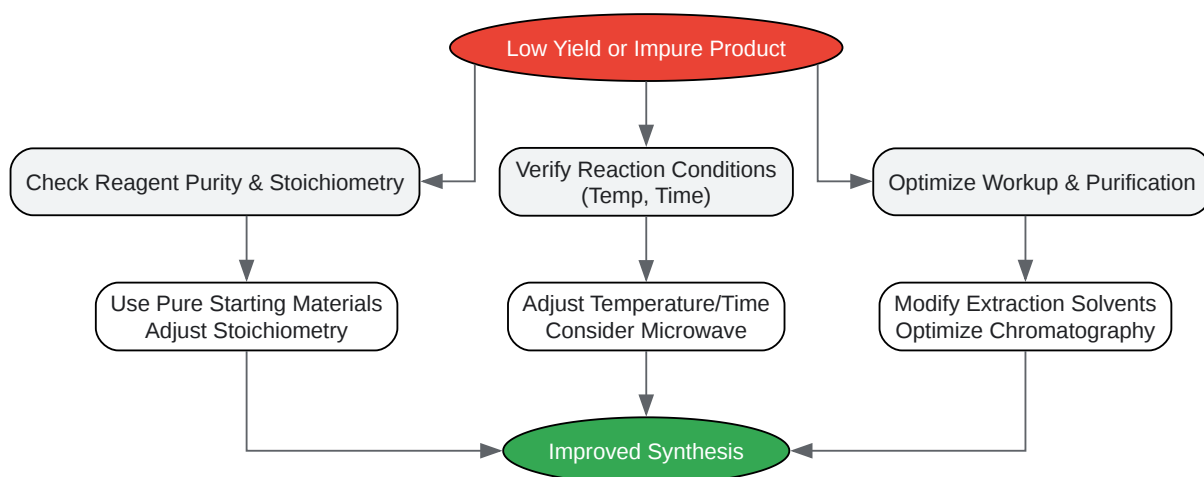 Low Yield or Impure Product
Check Reagent Purity & Stoichiometry
Verify Reaction Conditions
(Temp, Time)
Optimize Workup & Purification
Use Pure Starting Materials
Adjust Stoichiometry
Adjust Temperature/Time
Consider Microwave
Modify Extraction Solvents
Optimize Chromatography
Improved Synthesis